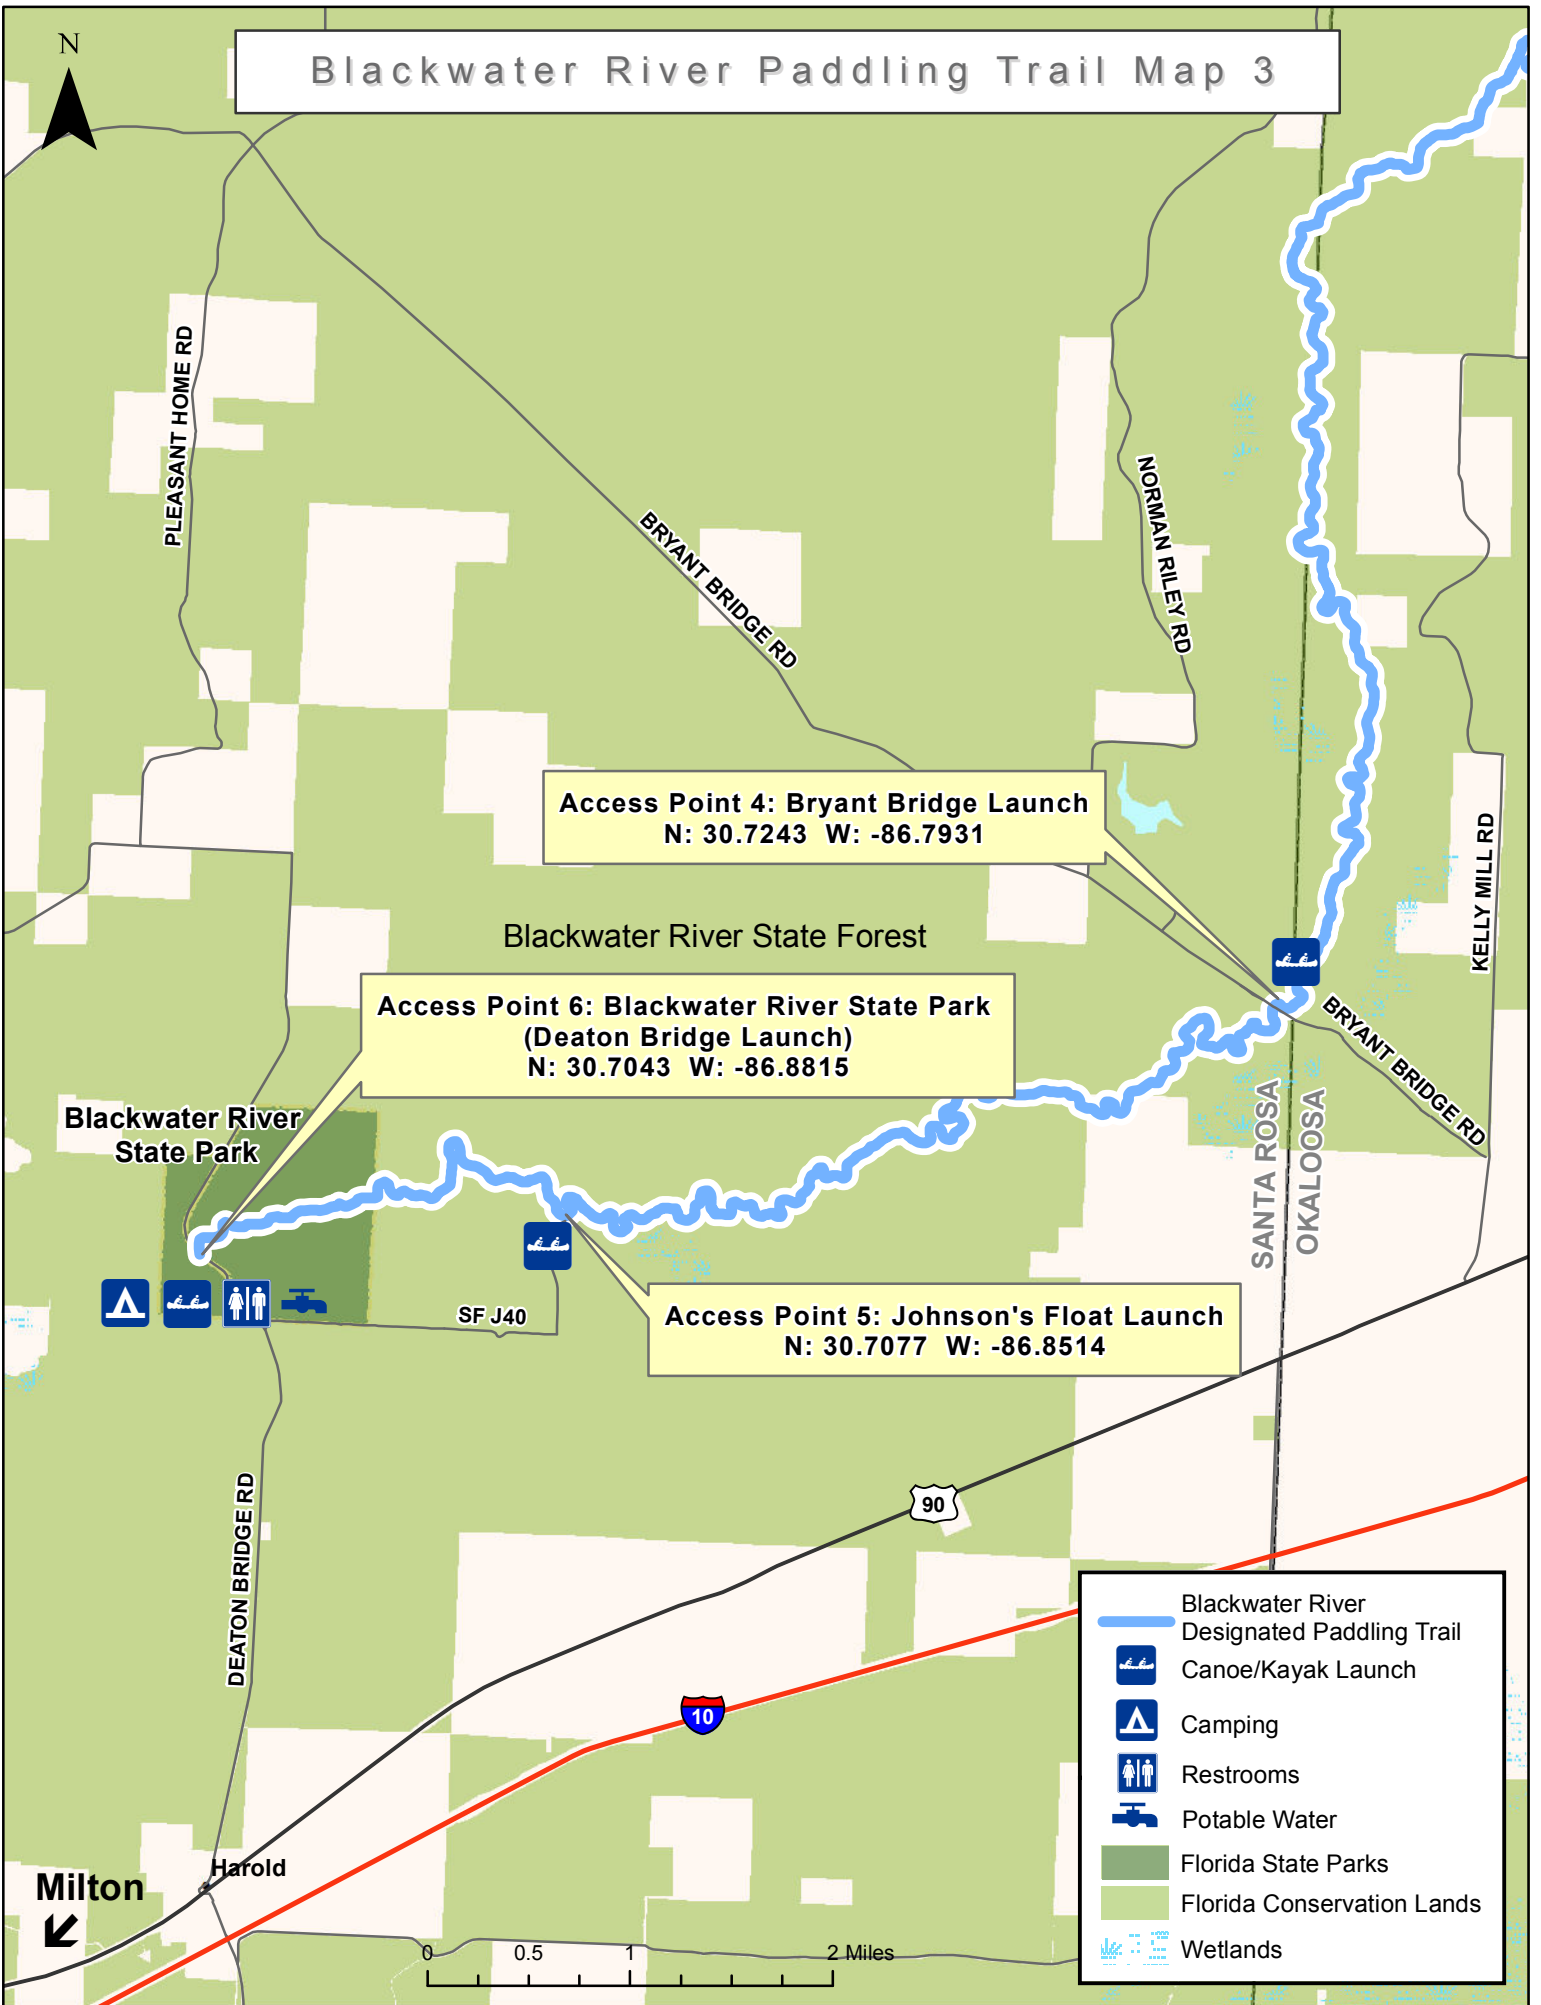 N
Blackwater River Paddling Trail Map 3
PLEASANT HOME RD
BRYANT BRIDGE RD
NORMAN RILEY RD
Access Point 4: Bryant Bridge Launch
N: 30.7243 W: -86.7931
KELLY MILL RD
Blackwater River State Forest
Access Point 6: Blackwater River State Park
(Deaton Bridge Launch)
N: 30.7043 W: -86.8815
BRYANT BRIDGE RD
Blackwater River
State Park
SANTA ROSA
OKALOOSA
SF J40
Access Point 5: Johnson's Float Launch
N: 30.7077 W: -86.8514
90
DEATON BRIDGE RD
10
Harold
Milton
0 0.5 1 2 Miles
Blackwater River
Designated Paddling Trail
Canoe/Kayak Launch
Camping
Restrooms
Potable Water
Florida State Parks
Florida Conservation Lands
Wetlands